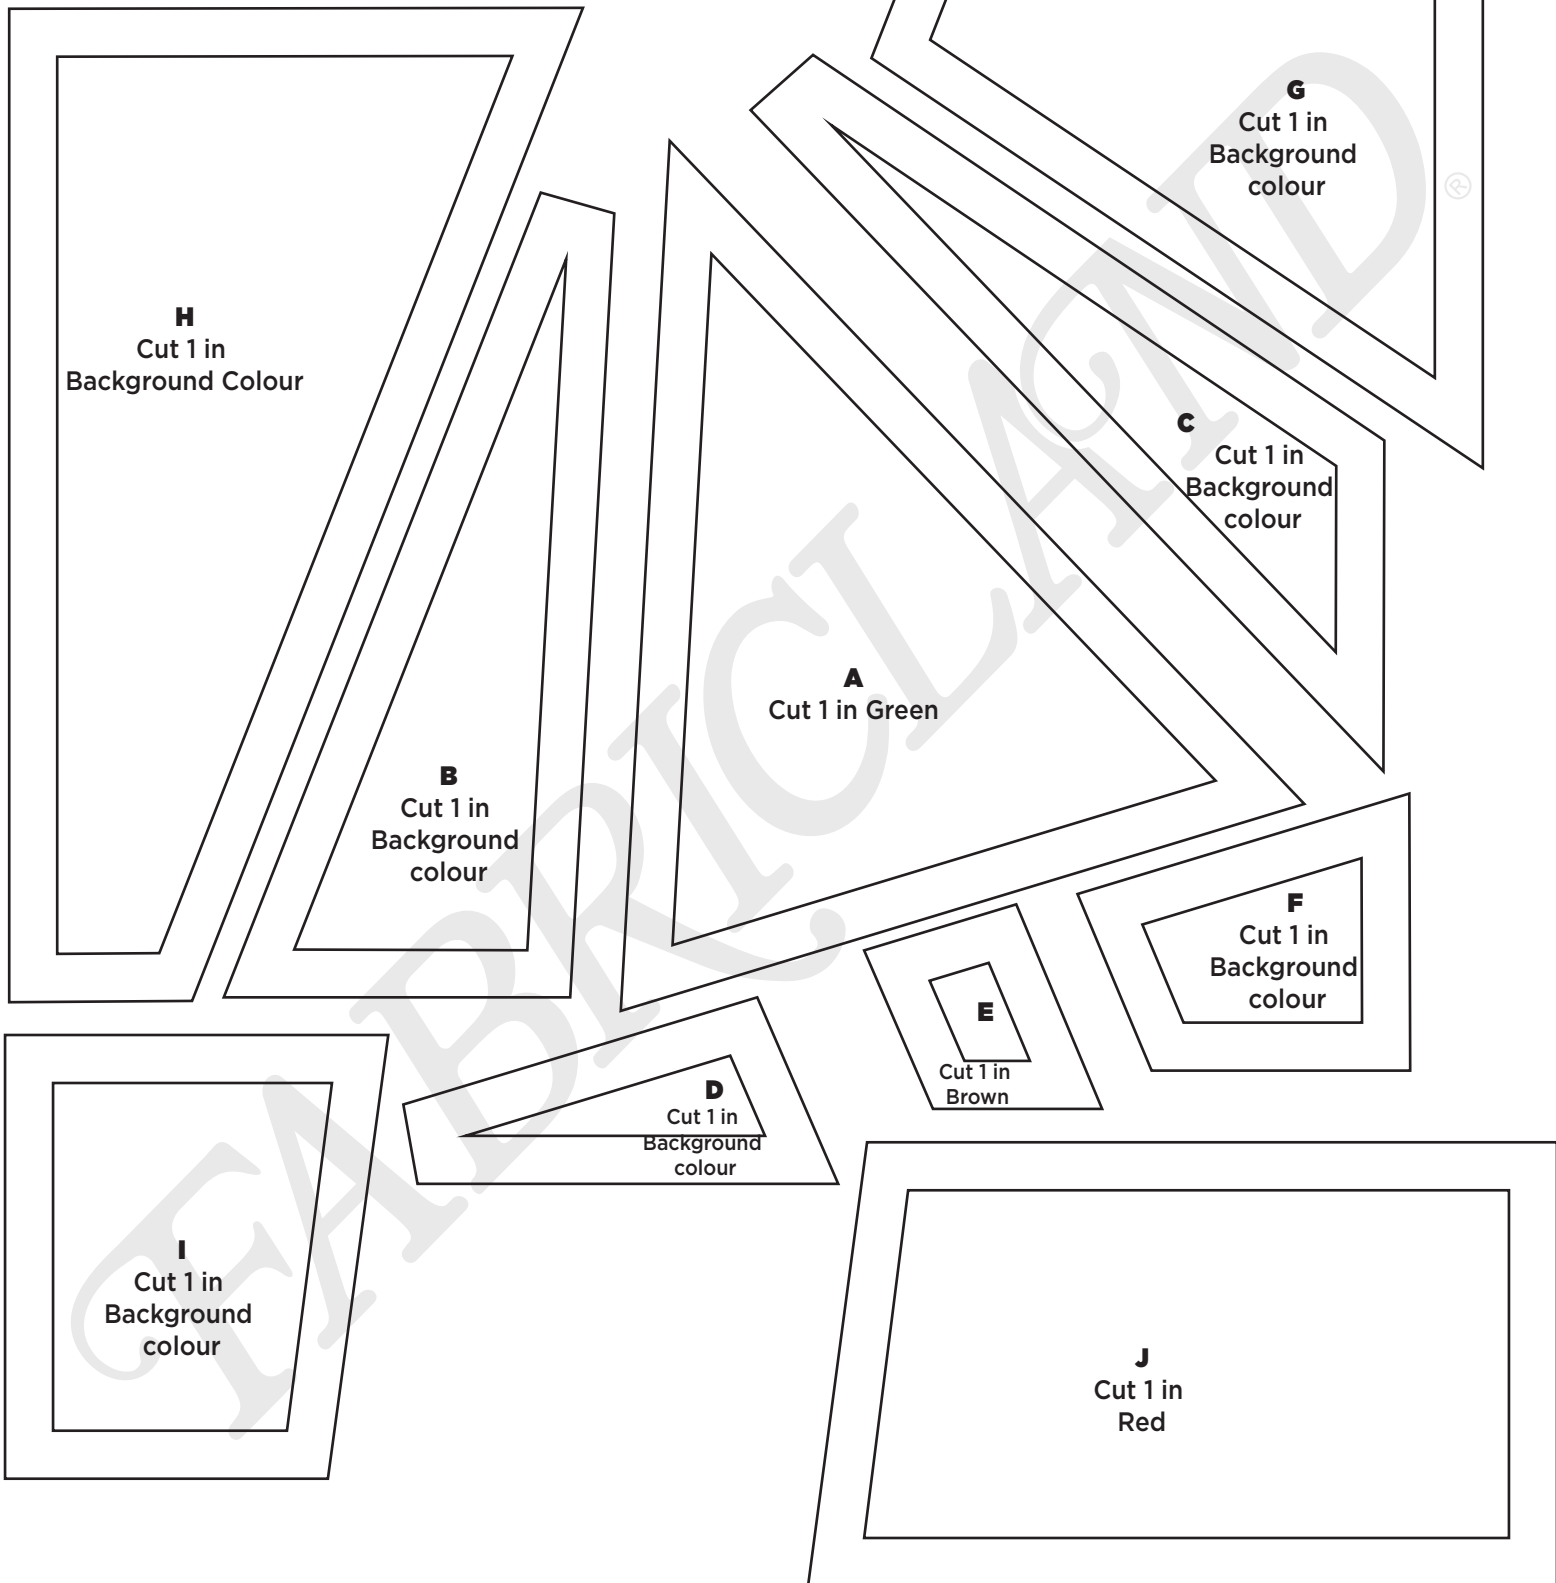 G
Cut 1 in
Background
colour
®
H
Cut 1 in
Background Colour
C
Cut 1 in
Background
colour
A
Cut 1 in Green
B
Cut 1 in
Background
colour
F
Cut 1 in
Background
colour
E
Cut 1 in
Brown
D
Cut 1 in
Background
colour
I
Cut 1 in
Background
colour
J
Cut 1 in
Red
FABRICLAND